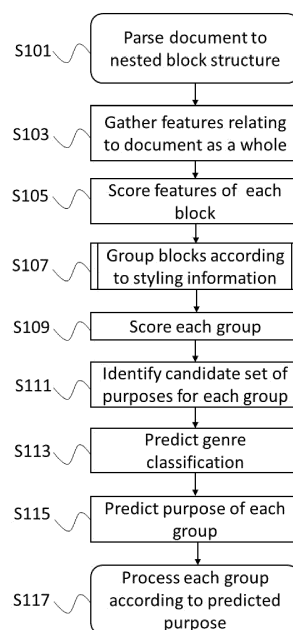 S101
Parse document to
nested block structure
S103
Gather features relating
to document as a whole
S105
Score features of each
block
S107
Group blocks according
to styling information
S109
Score each group
S111
Identify candidate set of
purposes for each group
S113
Predict genre
classification
S115
Predict purpose of each
group
S117
Process each group
according to predicted
purpose